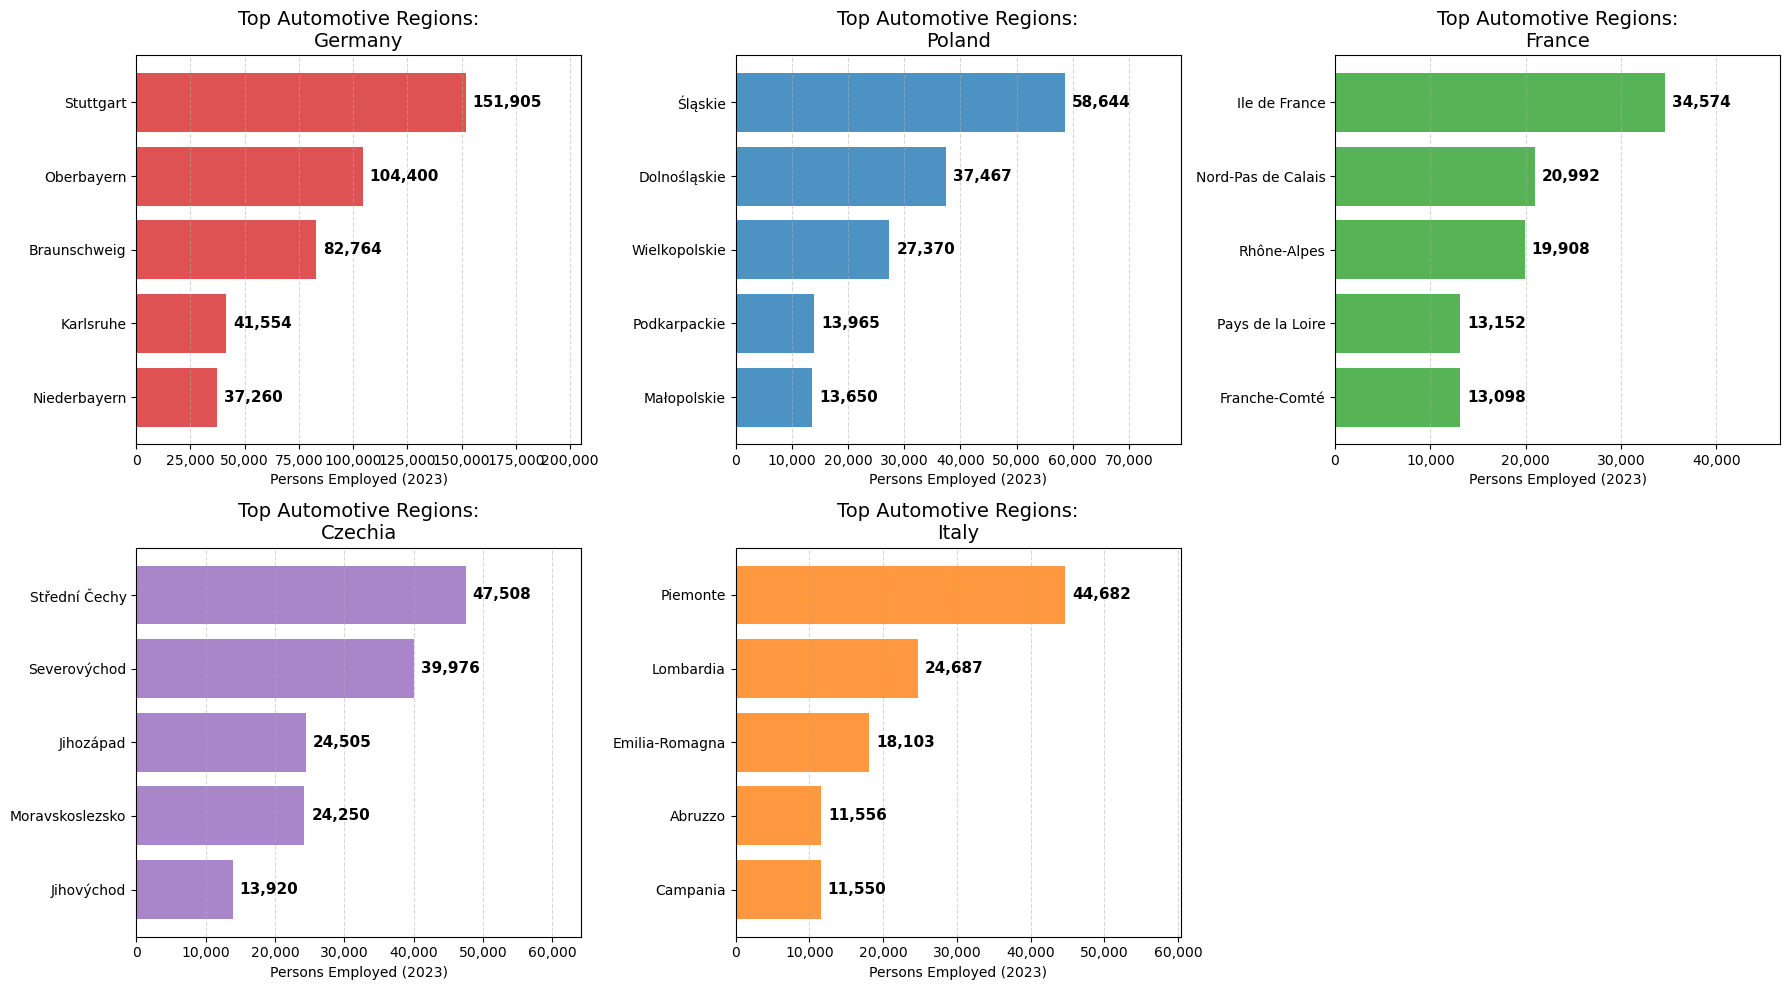 Top Automotive Regions:
Germany
Stuttgart
151,905
Oberbayern
104,400
Braunschweig
82,764
Karlsruhe
41,554
Niederbayern
37,260
0 25,000 50,000 75,000 100,000 125,000 150,000 175,000 200,000
Persons Employed (2023)
Top Automotive Regions:
Poland
Śląskie
58,644
Dolnośląskie
37,467
Wielkopolskie
27,370
Podkarpackie
13,965
Małopolskie
13,650
0 10,000 20,000 30,000 40,000 50,000 60,000 70,000
Persons Employed (2023)
Top Automotive Regions:
France
Ile de France
34,574
Nord-Pas de Calais
20,992
Rhône-Alpes
19,908
Pays de la Loire
13,152
Franche-Comté
13,098
0 10,000 20,000 30,000 40,000
Persons Employed (2023)
Top Automotive Regions:
Czechia
Střední Čechy
47,508
Severovýchod
39,976
Jihozápad
24,505
Moravskoslezsko
24,250
Jihovýchod
13,920
0 10,000 20,000 30,000 40,000 50,000 60,000
Persons Employed (2023)
Top Automotive Regions:
Italy
Piemonte
44,682
Lombardia
24,687
Emilia-Romagna
18,103
Abruzzo
11,556
Campania
11,550
0 10,000 20,000 30,000 40,000 50,000 60,000
Persons Employed (2023)